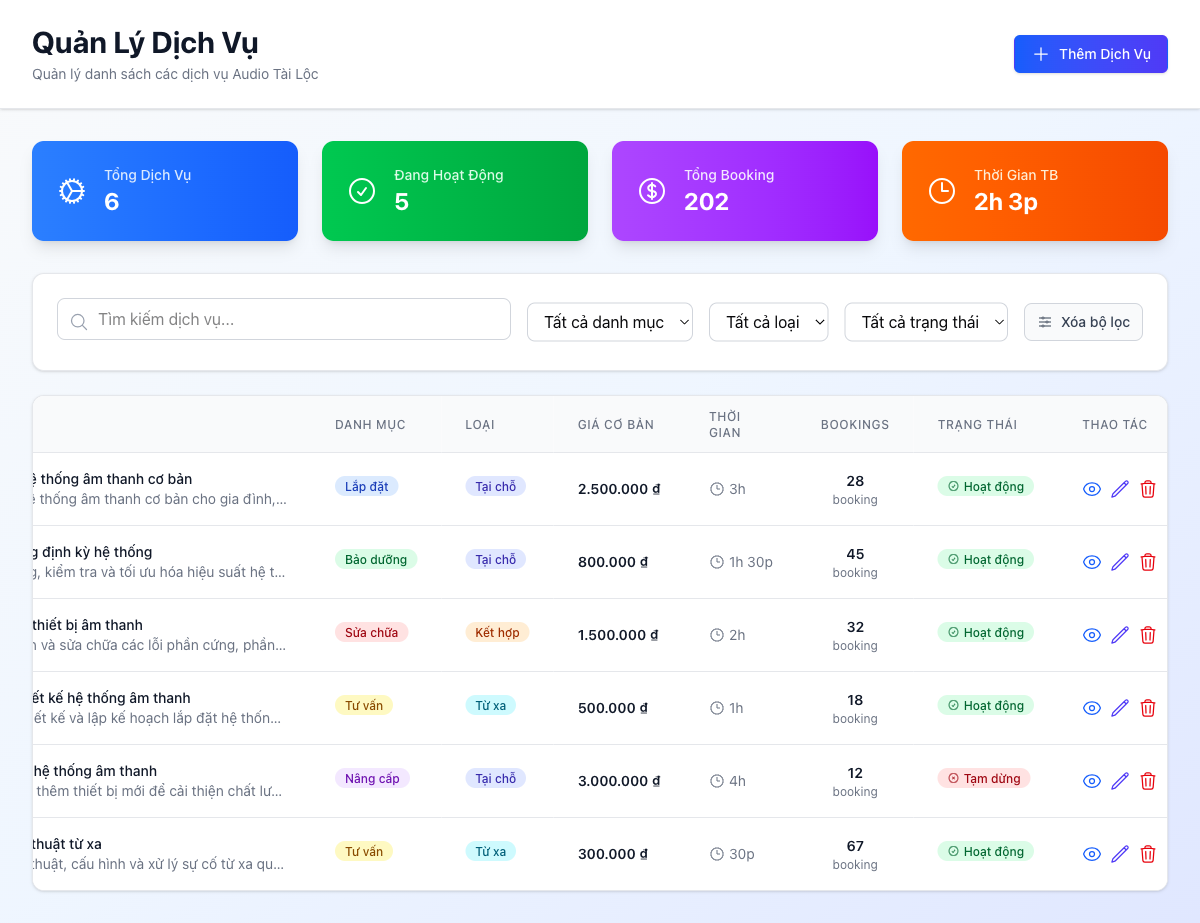 Quản Lý Dịch Vụ
Quản lý danh sách các dịch vụ Audio Tài Lộc
Thêm Dịch Vụ
Tổng Dịch Vụ
6
Đang Hoạt Động
5
Tổng Booking
202
Thời Gian TB
2h 3p
Tìm kiếm dịch vụ...
Tất cả danh mục
Tất cả loại
Tất cả trạng thái
Xóa bộ lọc
DANH MỤC
LOẠI
GIÁ CƠ BẢN
THỜI
GIAN
BOOKINGS
TRẠNG THÁI
THAO TÁC
thống âm thanh cơ bản
thống âm thanh cơ bản cho gia đình,...
Lắp đặt
Tại chỗ
2.500.000 ₫
3h
28
booking
Hoạt động
định kỳ hệ thống
kiểm tra và tối ưu hóa hiệu suất hệ t...
Bảo dưỡng
Tại chỗ
800.000 ₫
1h 30p
45
booking
Hoạt động
thiết bị âm thanh
và sửa chữa các lỗi phần cứng, phần...
Sửa chữa
Kết hợp
1.500.000 ₫
2h
32
booking
Hoạt động
kế hệ thống âm thanh
kế và lập kế hoạch lắp đặt hệ thốn...
Tư vấn
Từ xa
500.000 ₫
1h
18
booking
Hoạt động
hệ thống âm thanh
thêm thiết bị mới để cải thiện chất lư...
Nâng cấp
Tại chỗ
3.000.000 ₫
4h
12
booking
Tạm dừng
thuật từ xa
cấu hình và xử lý sự cố từ xa qu...
Tư vấn
Từ xa
300.000 ₫
30p
67
booking
Hoạt động